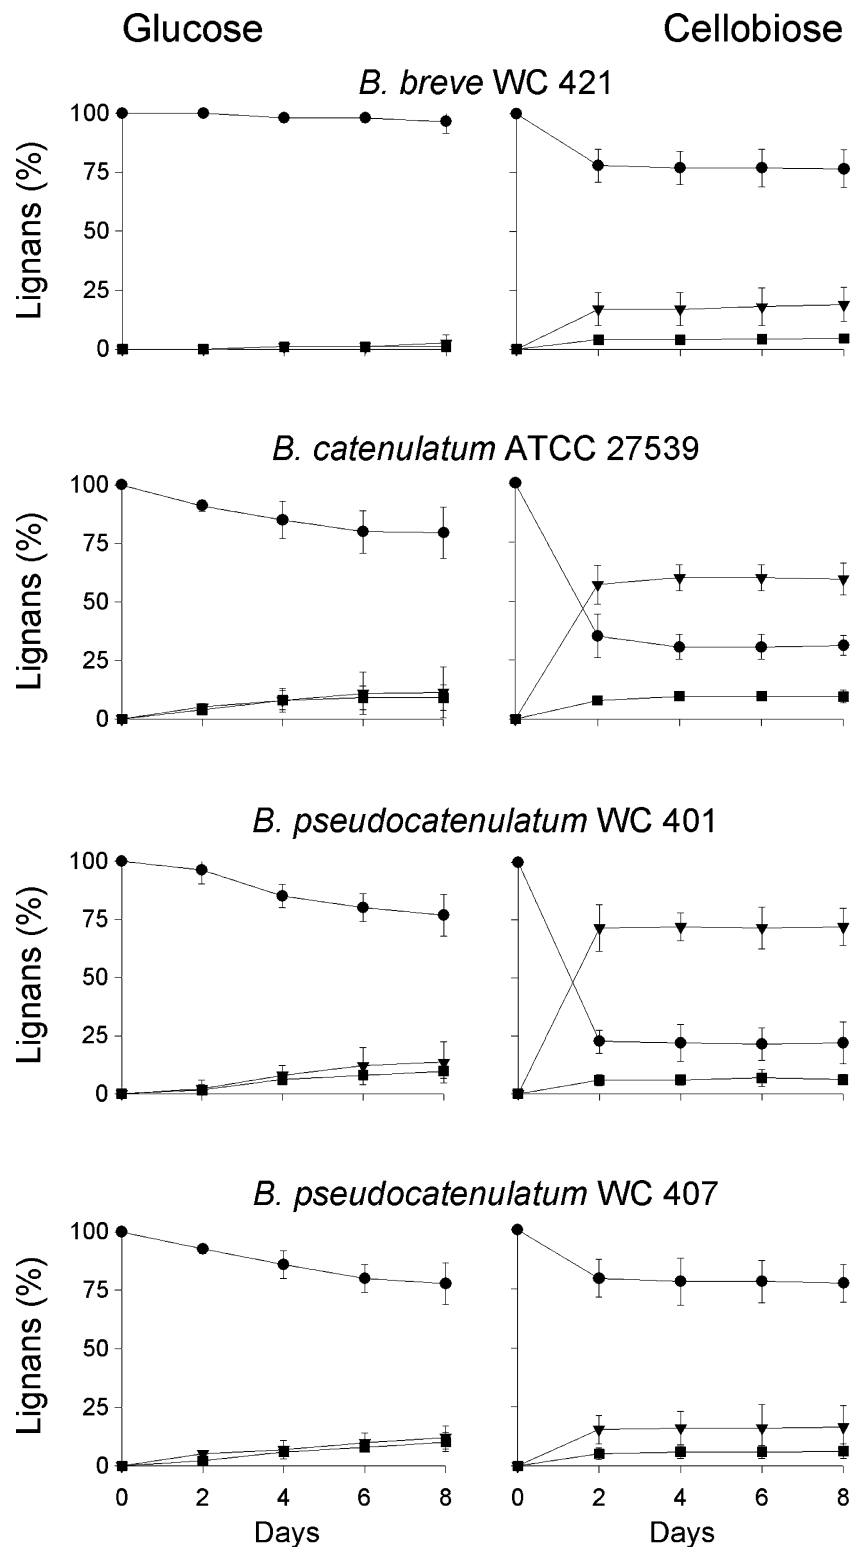 Glucose Cellobiose
B. breve WC 421
Lignans (%)
100
75
50
25
0
B. catenulatum ATCC 27539
Lignans (%)
100
75
50
25
0
B. pseudocatenulatum WC 401
Lignans (%)
100
75
50
25
0
B. pseudocatenulatum WC 407
Lignans (%)
100
75
50
25
0
0 2 4 6 8 0 2 4 6 8
Days Days